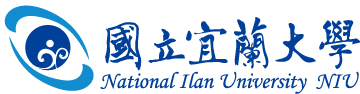 國立宜蘭大學
National Ilan University NIU